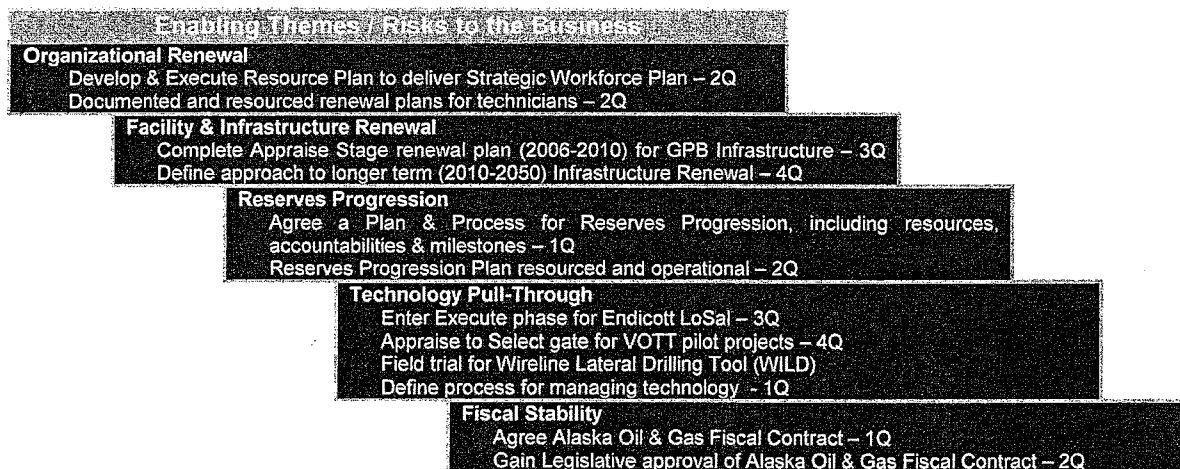 Enabling Themes / Risks to the Business
Organizational Renewal
Develop & Execute Resource Plan to deliver Strategic Workforce Plan – 2Q
Documented and resourced renewal plans for technicians – 2Q
Facility & Infrastructure Renewal
Complete Appraise Stage renewal plan (2006-2010) for GPB Infrastructure – 3Q
Define approach to longer term (2010-2050) Infrastructure Renewal – 4Q
Reserves Progression
Agree a Plan & Process for Reserves Progression, including resources,
accountabilities & milestones – 1Q
Reserves Progression Plan resourced and operational – 2Q
Technology Pull-Through
Enter Execute phase for Endicott LoSal – 3Q
Appraise to Select gate for VOTT pilot projects – 4Q
Field trial for Wireline Lateral Drilling Tool (WILD)
Define process for managing technology - 1Q
Fiscal Stability
Agree Alaska Oil & Gas Fiscal Contract – 1Q
Gain Legislative approval of Alaska Oil & Gas Fiscal Contract – 2Q